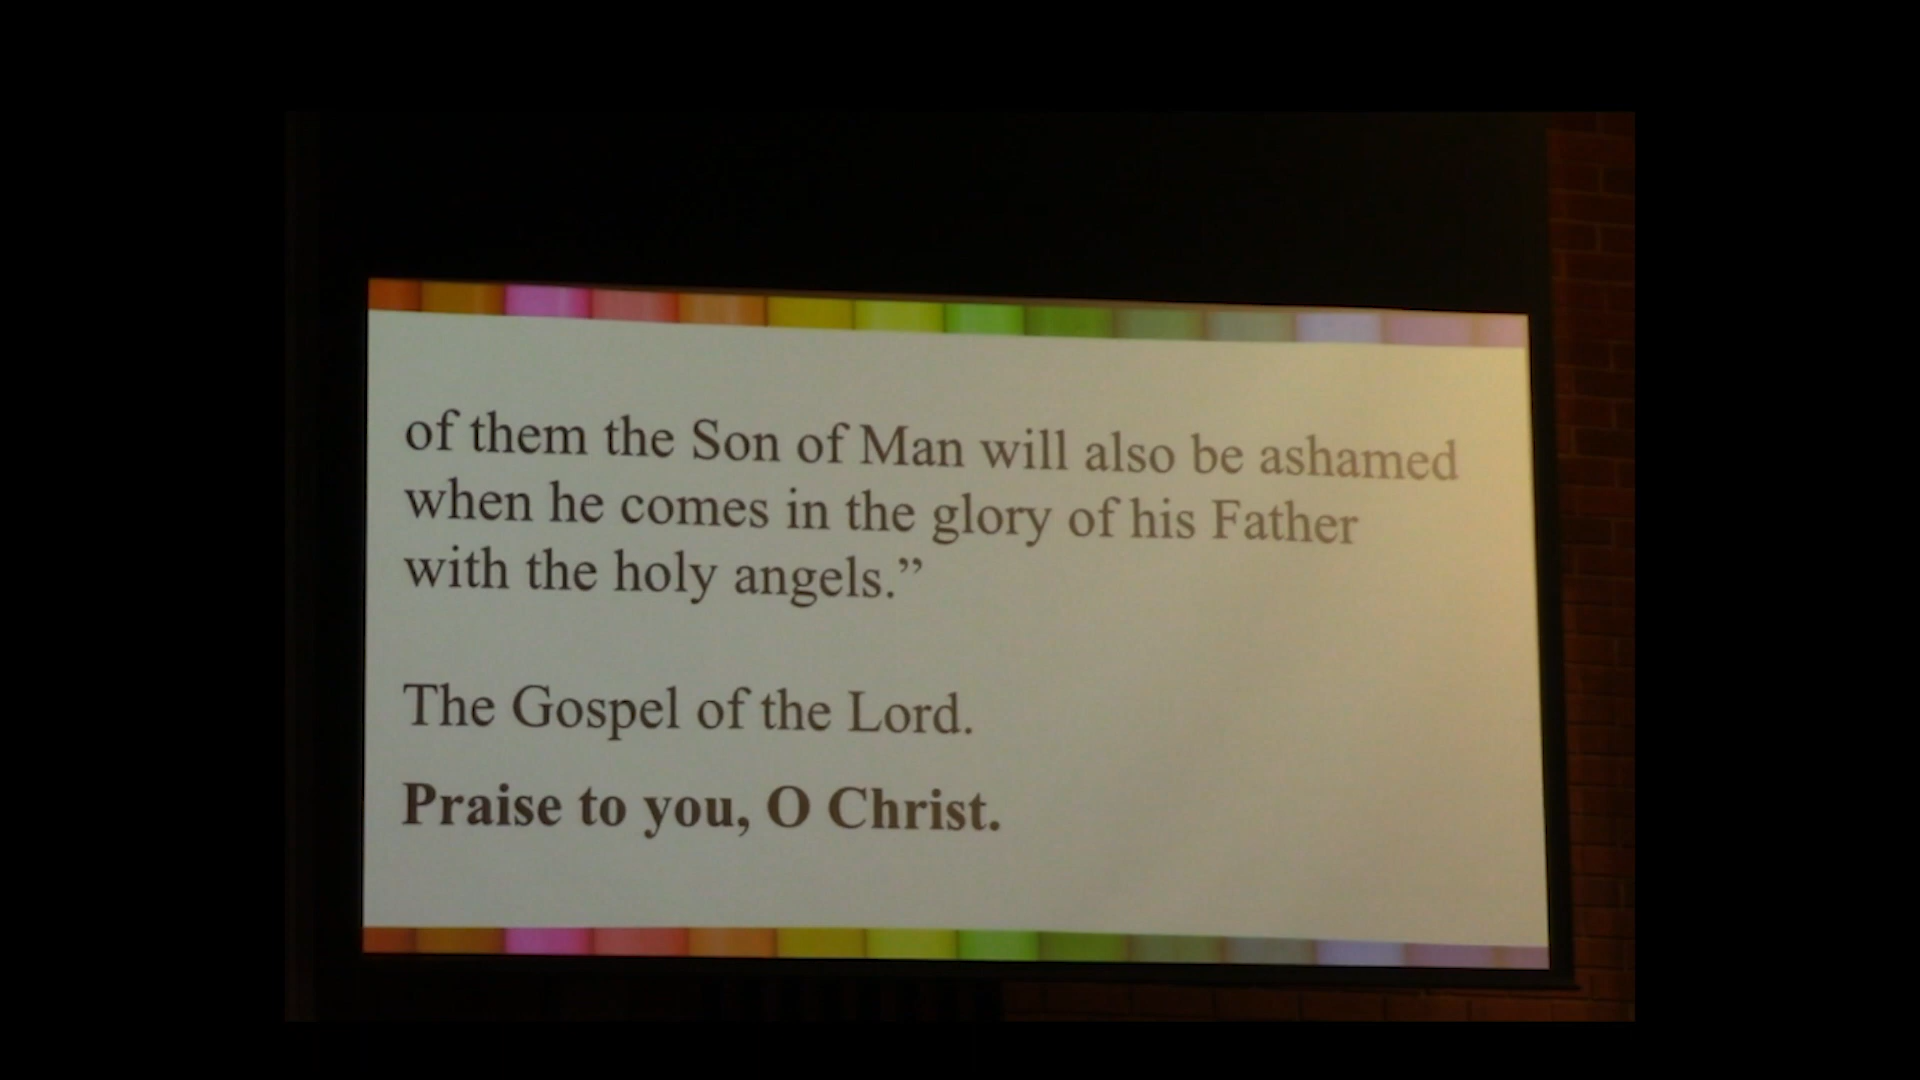 of them the Son of Man will also be ashamed
when he comes in the glory of his Father
with the holy angels.”
The Gospel of the Lord.
Praise to you, O Christ.